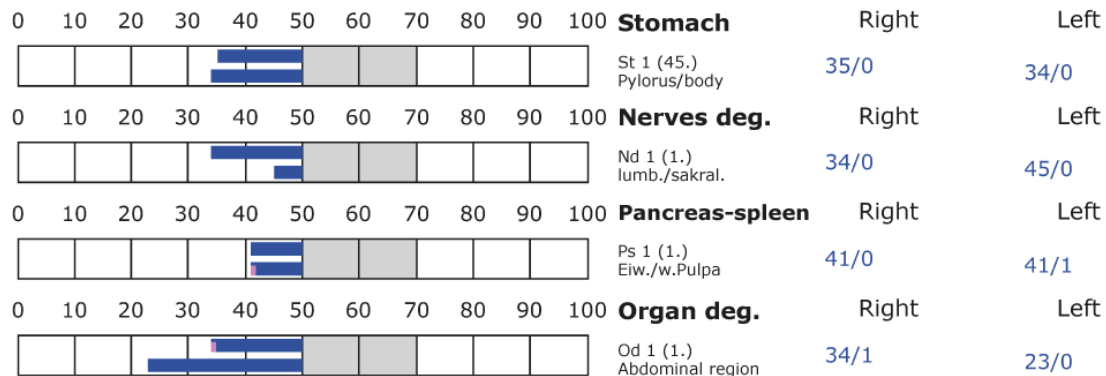 0 10 20 30 40 50 60 70 80 90 100 Stomach Right Left
St 1 (45.) 35/0 34/0
Pylorus/body
0 10 20 30 40 50 60 70 80 90 100 Nerves deg. Right Left
Nd 1 (1.) 34/0 45/0
lumb./sakral.
0 10 20 30 40 50 60 70 80 90 100 Pancreas-spleen Right Left
Ps 1 (1.) 41/0 41/1
Eiw./w.Pulpa
0 10 20 30 40 50 60 70 80 90 100 Organ deg. Right Left
Od 1 (1.) 34/1 23/0
Abdominal region